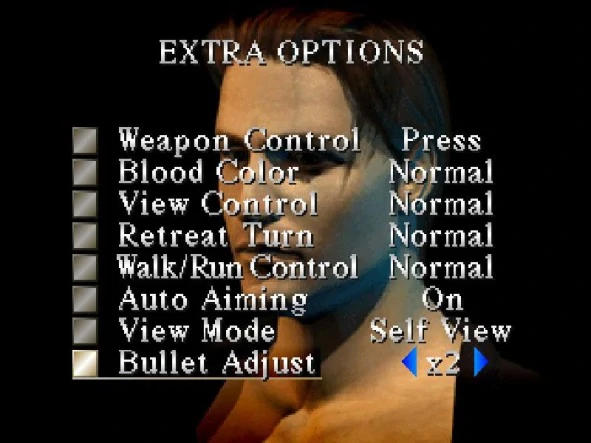 EXTRA OPTIONS
Weapon Control Press
Blood Color Normal
View Control Normal
Retreat Turn Normal
Walk/Run Control Normal
Auto Aiming On
View Mode Self View
Bullet Adjust x2